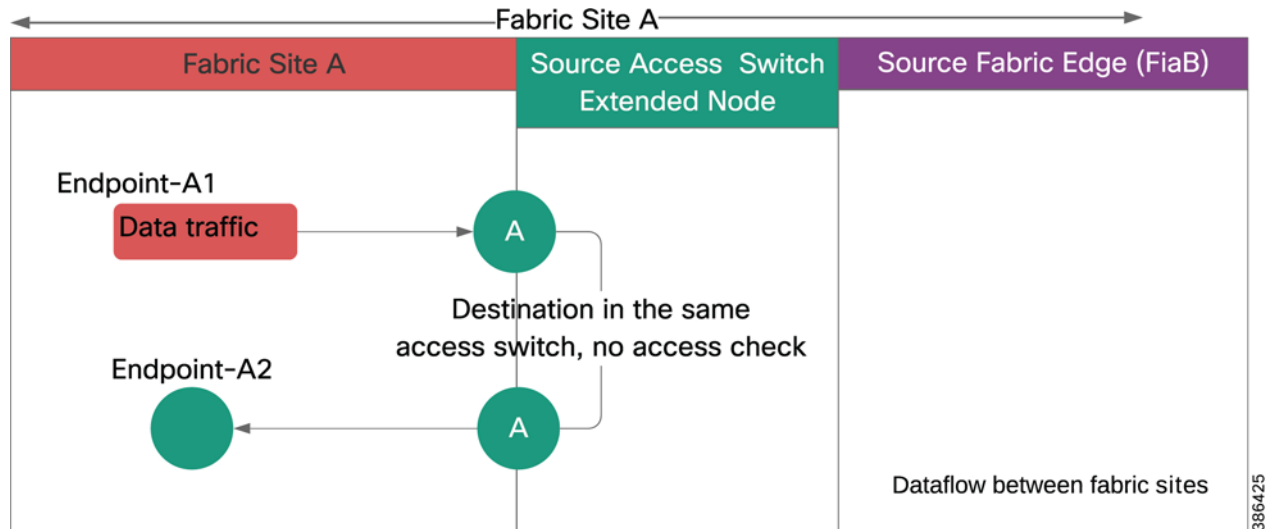 Fabric Site A
Fabric Site A
Source Access Switch
Extended Node
Source Fabric Edge (FiaB)
Endpoint-A1
Data traffic
A
Destination in the same
access switch, no access check
Endpoint-A2
A
Dataflow between fabric sites
386425